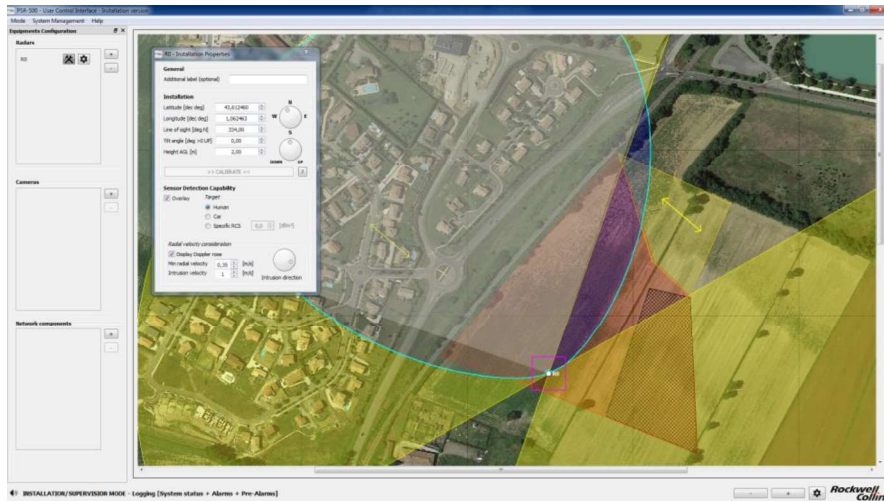 PSR-500 - User Control Interface - Installation version
Mode System Management Help
Equipments Configuration
Radars
R0
+
-
Cameras
+
-
Network components
+
-
R0 - Installation Properties
General
Additional label (optional)
Installation
Latitude [dec deg] 43,612460
Longitude [dec deg] 1,062463
Line of sight [deg N] 334,00
Tilt angle [deg >0 UP] 0,00
Height AGL [m] 2,00
N
W E
S
DOWN UP
>> CALIBRATE <<
Sensor Detection Capability
Overlay Target
Human
Car
Specific RCS 0,0 [dBm²]
Radial velocity consideration
Display Doppler rose
Min radial velocity 0,35 [m/s]
Intrusion velocity 1 [m/s]
Intrusion direction
R0
INSTALLATION/SUPERVISION MODE - Logging [System status + Alarms + Pre-Alarms]
- +
Rockwell
Collins